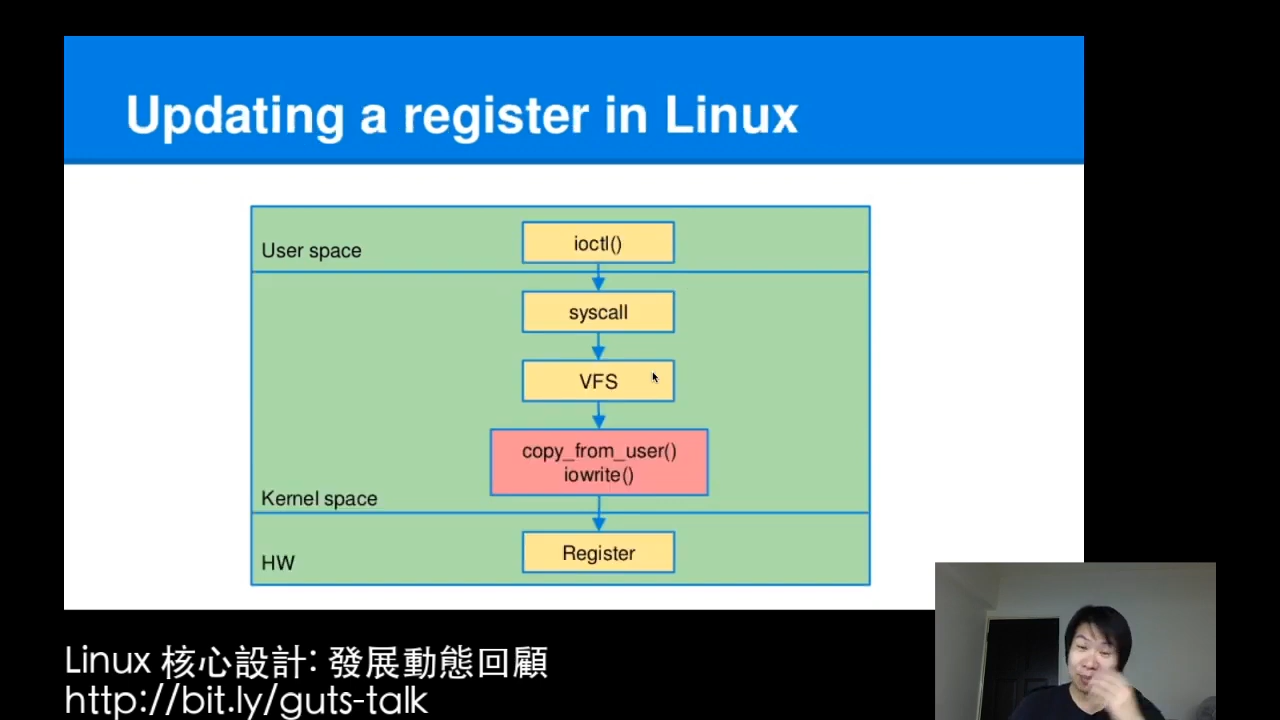 Updating a register in Linux
User space
ioctl()
syscall
VFS
copy_from_user()
iowrite()
Kernel space
HW
Register
Linux 核心設計: 發展動態回顧
http://bit.ly/guts-talk